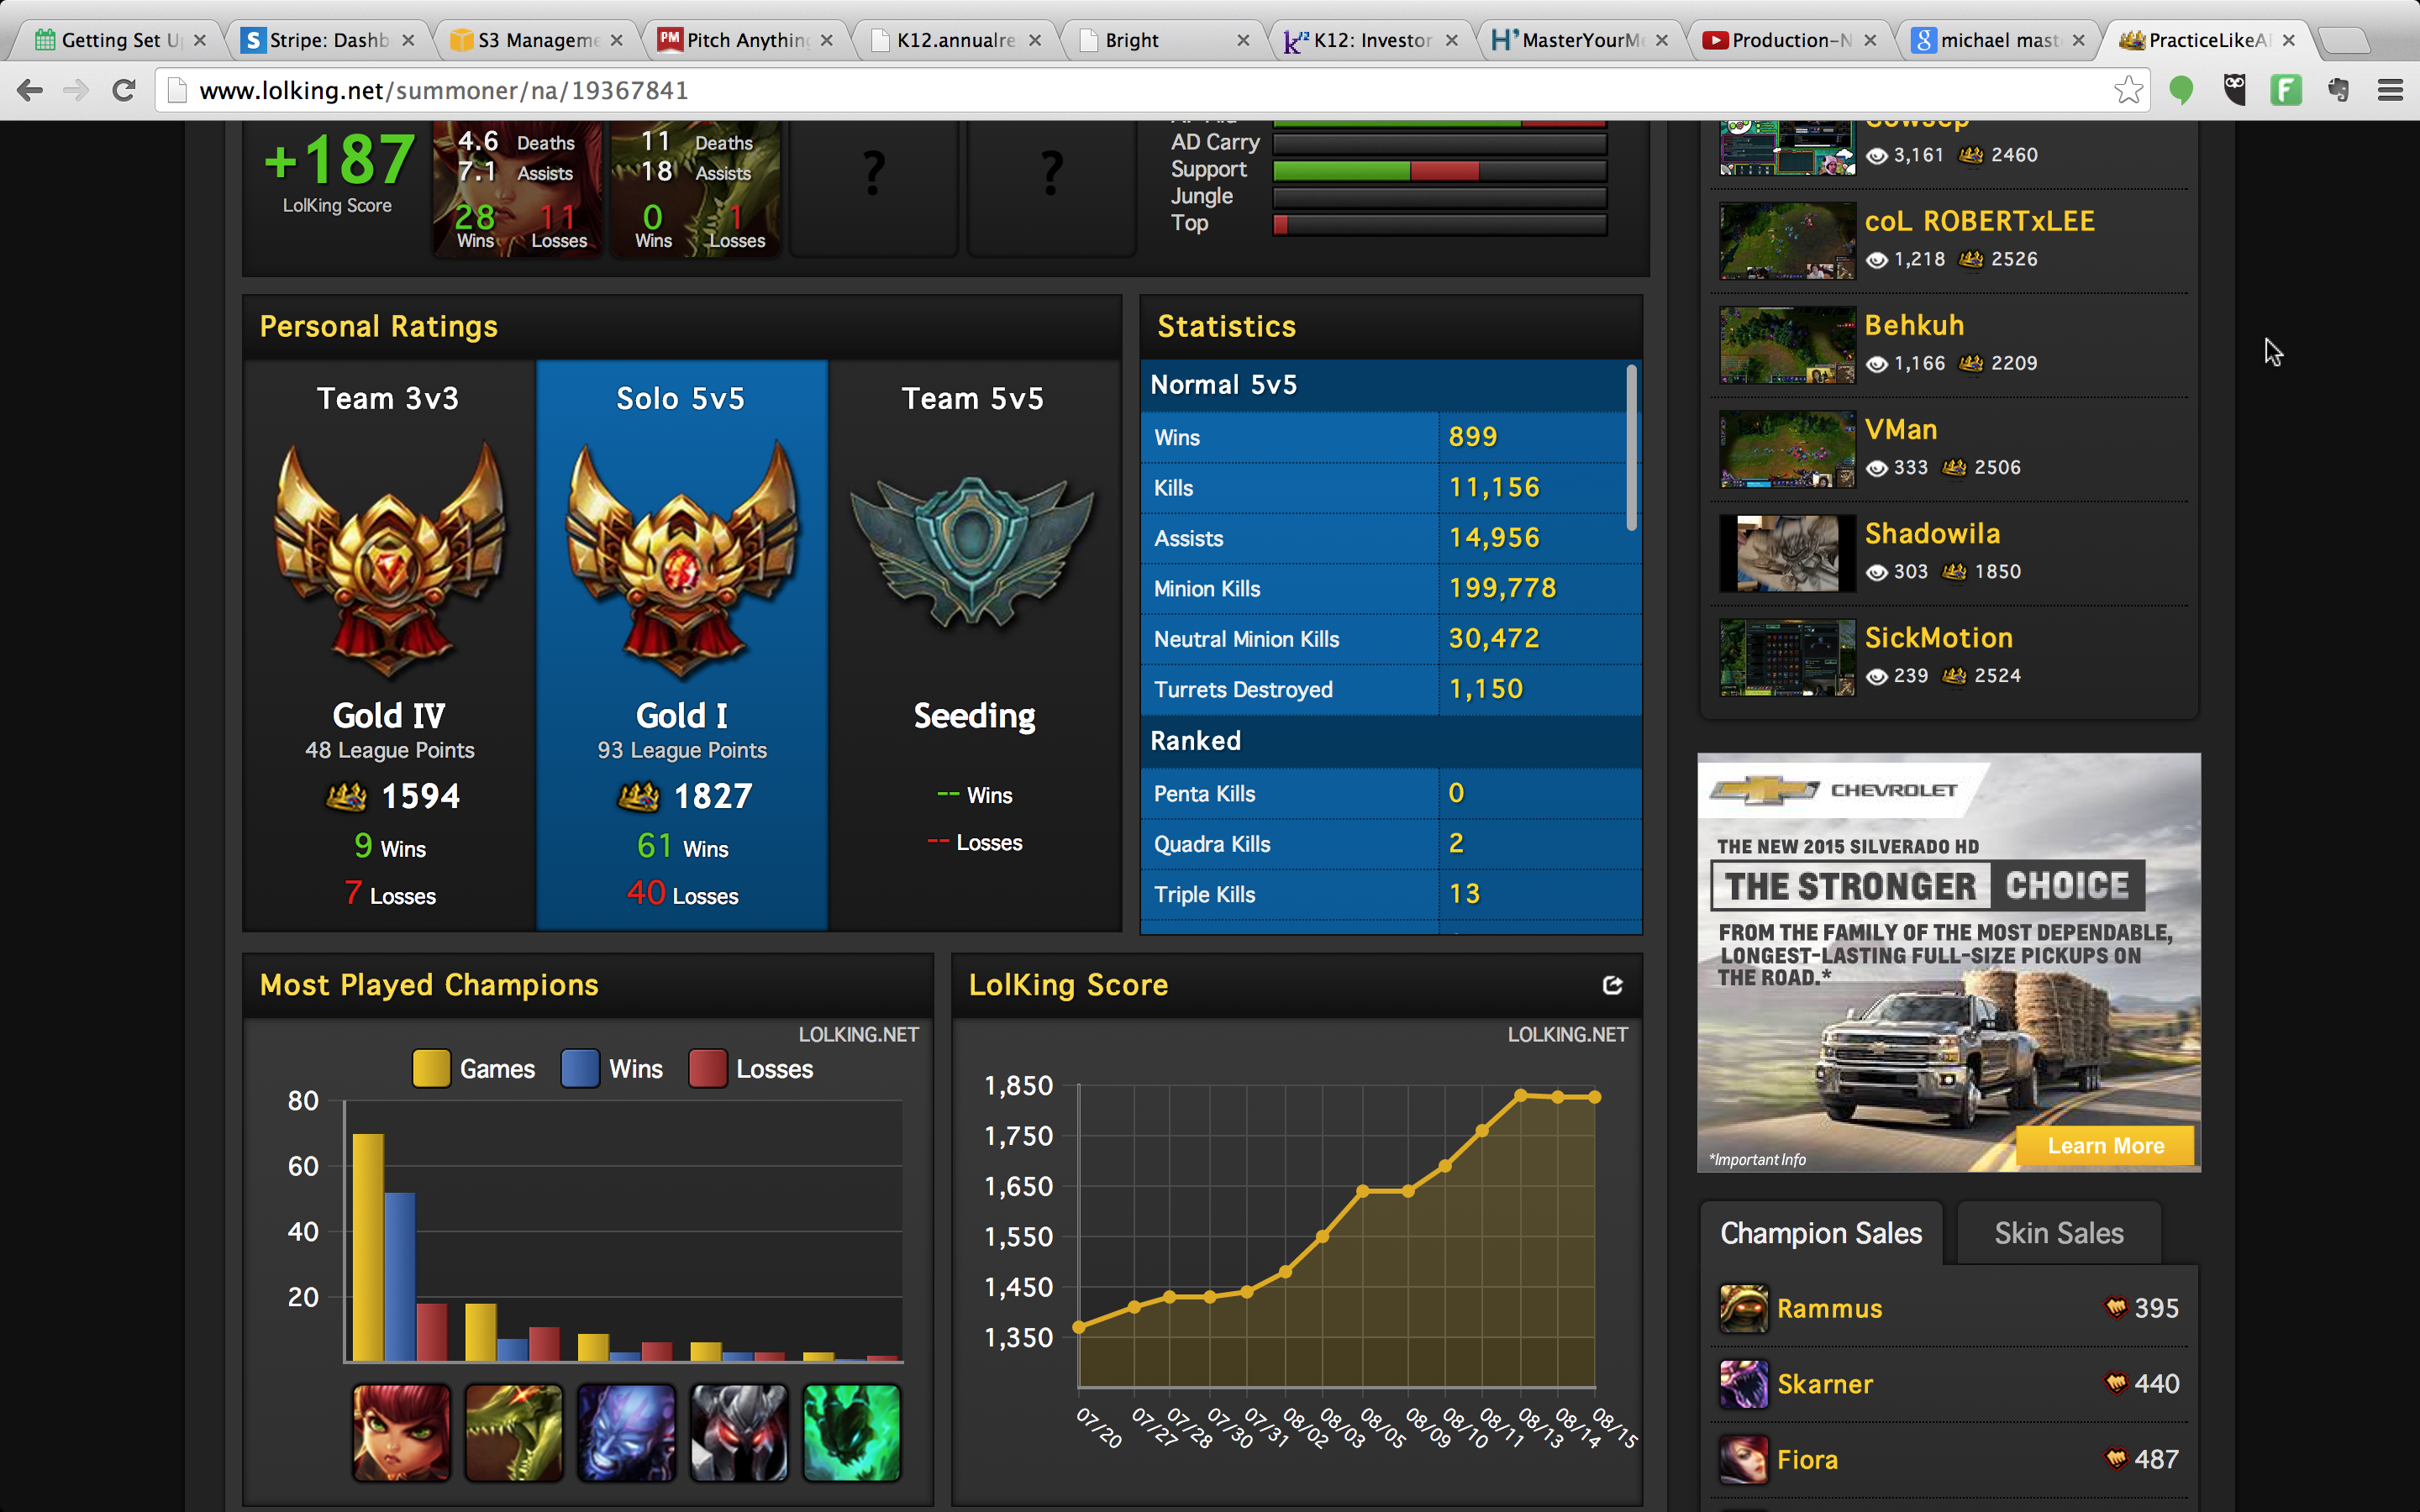 Getting Set U
Stripe: Dashb
S3 Manageme
Pitch Anything
K12.annualre
Bright
K12: Investor
MasterYourMe
Production-N
michael mast
PracticeLikeA
www.lolking.net/summoner/na/19367841
+187
LolKing Score
4.6 Deaths
7.1 Assists
28 11
Wins Losses
11 Deaths
18 Assists
0 1
Wins Losses
?
?
AD Carry
Support
Jungle
Top
Personal Ratings
Team 3v3
Gold IV
48 League Points
1594
9 Wins
7 Losses
Solo 5v5
Gold I
93 League Points
1827
61 Wins
40 Losses
Team 5v5
Seeding
-- Wins
-- Losses
Statistics
Normal 5v5
Wins 899
Kills 11,156
Assists 14,956
Minion Kills 199,778
Neutral Minion Kills 30,472
Turrets Destroyed 1,150
Ranked
Penta Kills 0
Quadra Kills 2
Triple Kills 13
Most Played Champions
LOLKING.NET
Games Wins Losses
80
60
40
20
LolKing Score
LOLKING.NET
1,850
1,750
1,650
1,550
1,450
1,350
07/20
07/27
07/28
07/30
07/31
08/02
08/03
08/05
08/09
08/10
08/11
08/13
08/14
08/15
3,161 2460
coL ROBERTxLEE
1,218 2526
Behkuh
1,166 2209
VMan
333 2506
Shadowila
303 1850
SickMotion
239 2524
CHEVROLET
THE NEW 2015 SILVERADO HD
THE STRONGER CHOICE
FROM THE FAMILY OF THE MOST DEPENDABLE,
LONGEST-LASTING FULL-SIZE PICKUPS ON
THE ROAD.*
*Important Info
Learn More
Champion Sales
Skin Sales
Rammus 395
Skarner 440
Fiora 487